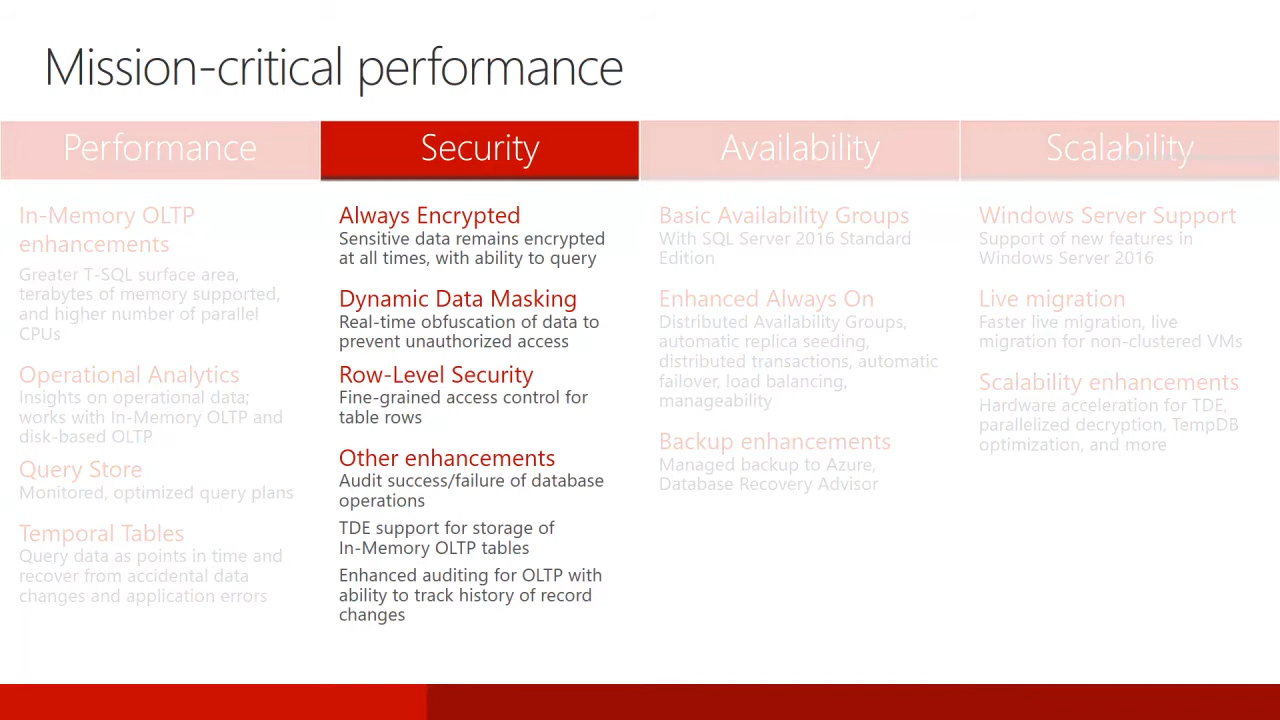 Mission-critical performance
Performance
Security
Availability
Scalability
In-Memory OLTP
enhancements
Greater T-SQL surface area,
terabytes of memory supported,
and higher number of parallel
CPUs
Operational Analytics
Insights on operational data;
works with In-Memory OLTP and
disk-based OLTP
Query Store
Monitored, optimized query plans
Temporal Tables
Query data as points in time and
recover from accidental data
changes and application errors
Always Encrypted
Sensitive data remains encrypted
at all times, with ability to query
Dynamic Data Masking
Real-time obfuscation of data to
prevent unauthorized access
Row-Level Security
Fine-grained access control for
table rows
Other enhancements
Audit success/failure of database
operations
TDE support for storage of
In-Memory OLTP tables
Enhanced auditing for OLTP with
ability to track history of record
changes
Basic Availability Groups
With SQL Server 2016 Standard
Edition
Enhanced Always On
Distributed Availability Groups,
automatic replica seeding,
distributed transactions, automatic
failover, load balancing,
manageability
Backup enhancements
Managed backup to Azure,
Database Recovery Advisor
Windows Server Support
Support of new features in
Windows Server 2016
Live migration
Faster live migration, live
migration for non-clustered VMs
Scalability enhancements
Hardware acceleration for TDE,
parallelized decryption, TempDB
optimization, and more